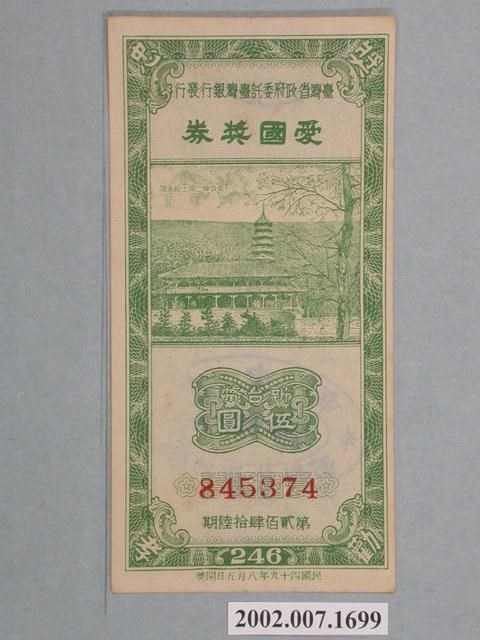 臺灣省政府委託臺灣銀行發行
愛國獎券
新台幣
伍圓
845374
第貳佰肆拾陸期
246
民國四十九年八月五日開獎
2002.007.1699